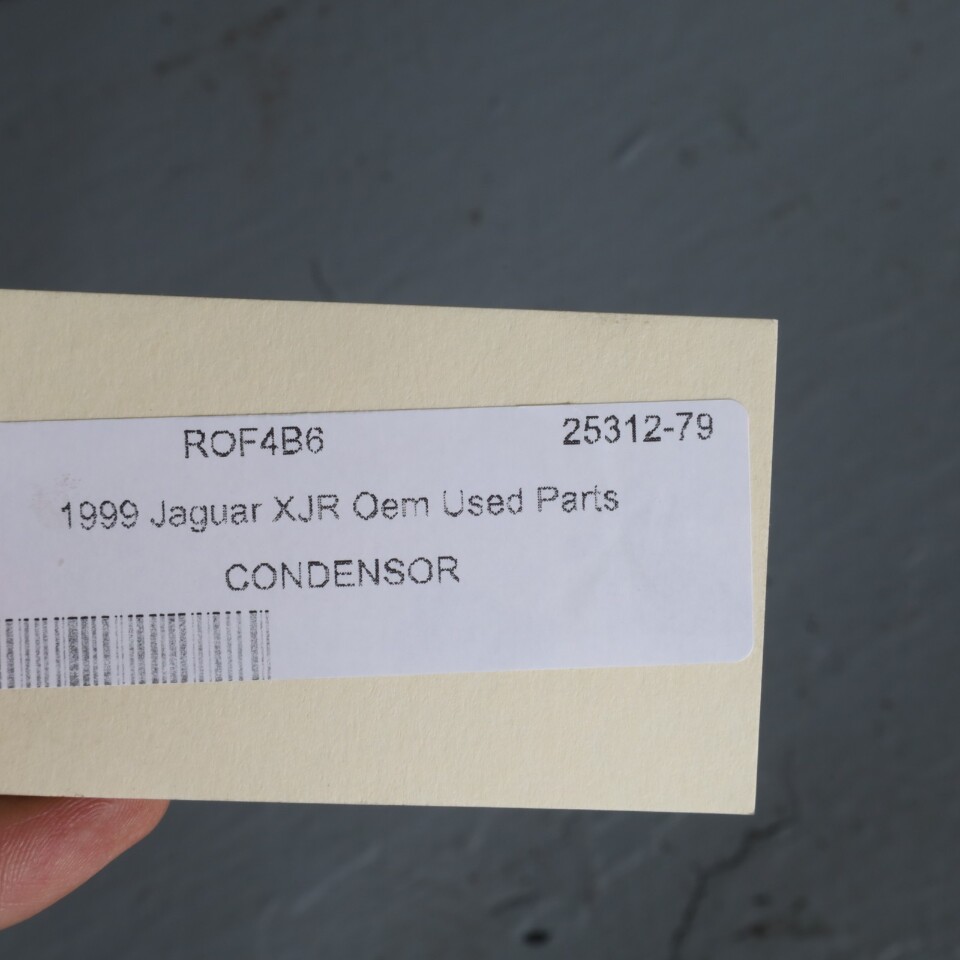 ROF4B6 25312-79
1999 Jaguar XJR Oem Used Parts
CONDENSOR